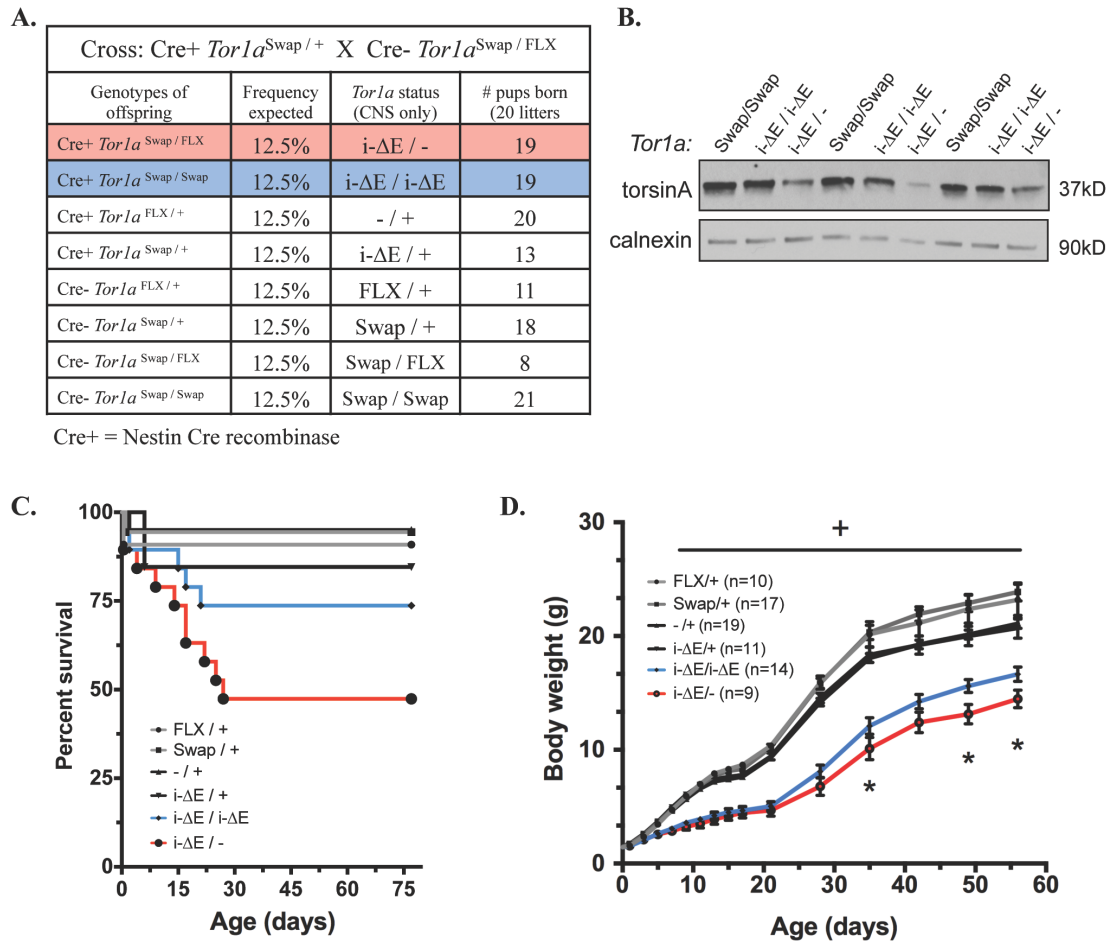 A.
Cross: Cre+ Tor1a Swap / + X Cre- Tor1a Swap / FLX
Genotypes of offspring
Frequency expected
Tor1a status (CNS only)
# pups born (20 litters
Cre+ Tor1a Swap / FLX 12.5% i-ΔE / - 19
Cre+ Tor1a Swap / Swap 12.5% i-ΔE / i-ΔE 19
Cre+ Tor1a FLX / + 12.5% - / + 20
Cre+ Tor1a Swap / + 12.5% i-ΔE / + 13
Cre- Tor1a FLX / + 12.5% FLX / + 11
Cre- Tor1a Swap / + 12.5% Swap / + 18
Cre- Tor1a Swap / FLX 12.5% Swap / FLX 8
Cre- Tor1a Swap / Swap 12.5% Swap / Swap 21
Cre+ = Nestin Cre recombinase
B.
Tor1a: Swap/Swap i-ΔE / i-ΔE i-ΔE / - Swap/Swap i-ΔE / i-ΔE i-ΔE / - Swap/Swap i-ΔE / i-ΔE i-ΔE / -
torsinA 37kD
calnexin 90kD
C.
Percent survival
100
75
50
25
0
FLX / +
Swap / +
- / +
i-ΔE / +
i-ΔE / i-ΔE
i-ΔE / -
0 15 30 45 60 75
Age (days)
D.
Body weight (g)
30
20
10
0
+
FLX/+ (n=10)
Swap/+ (n=17)
- /+ (n=19)
i-ΔE/+ (n=11)
i-ΔE/i-ΔE (n=14)
i-ΔE/- (n=9)
* * *
0 10 20 30 40 50 60
Age (days)